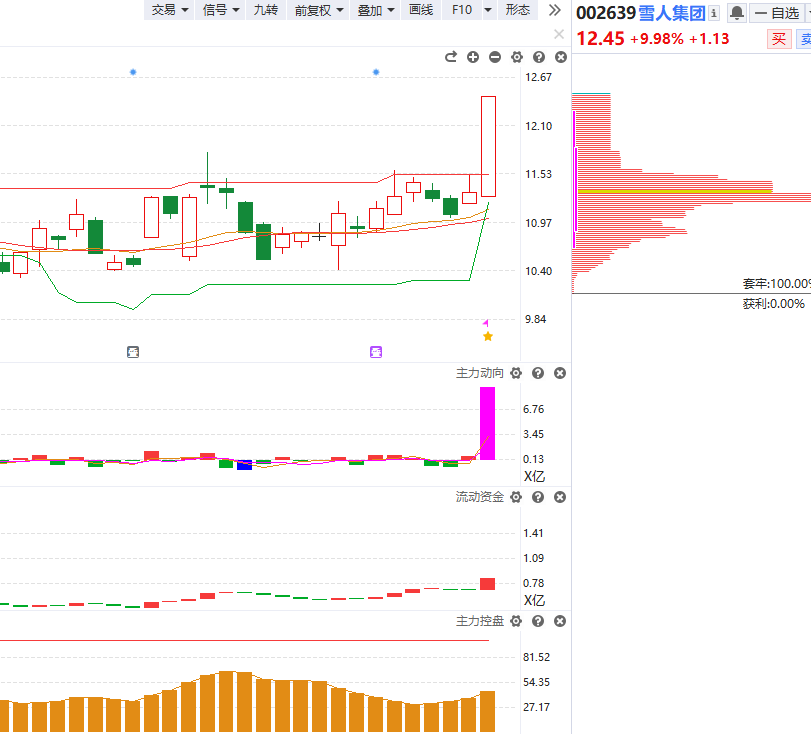 交易 信号 九转 前复权 叠加 画线 F10 形态
002639 雪人集团 自选
12.45 +9.98% +1.13 买 卖
12.67
12.10
11.53
10.97
10.40
9.84
套牢:100.00%
获利:0.00%
主力动向
6.76
3.45
0.13
X亿
流动资金
1.41
1.09
0.78
X亿
主力控盘
81.52
54.35
27.17